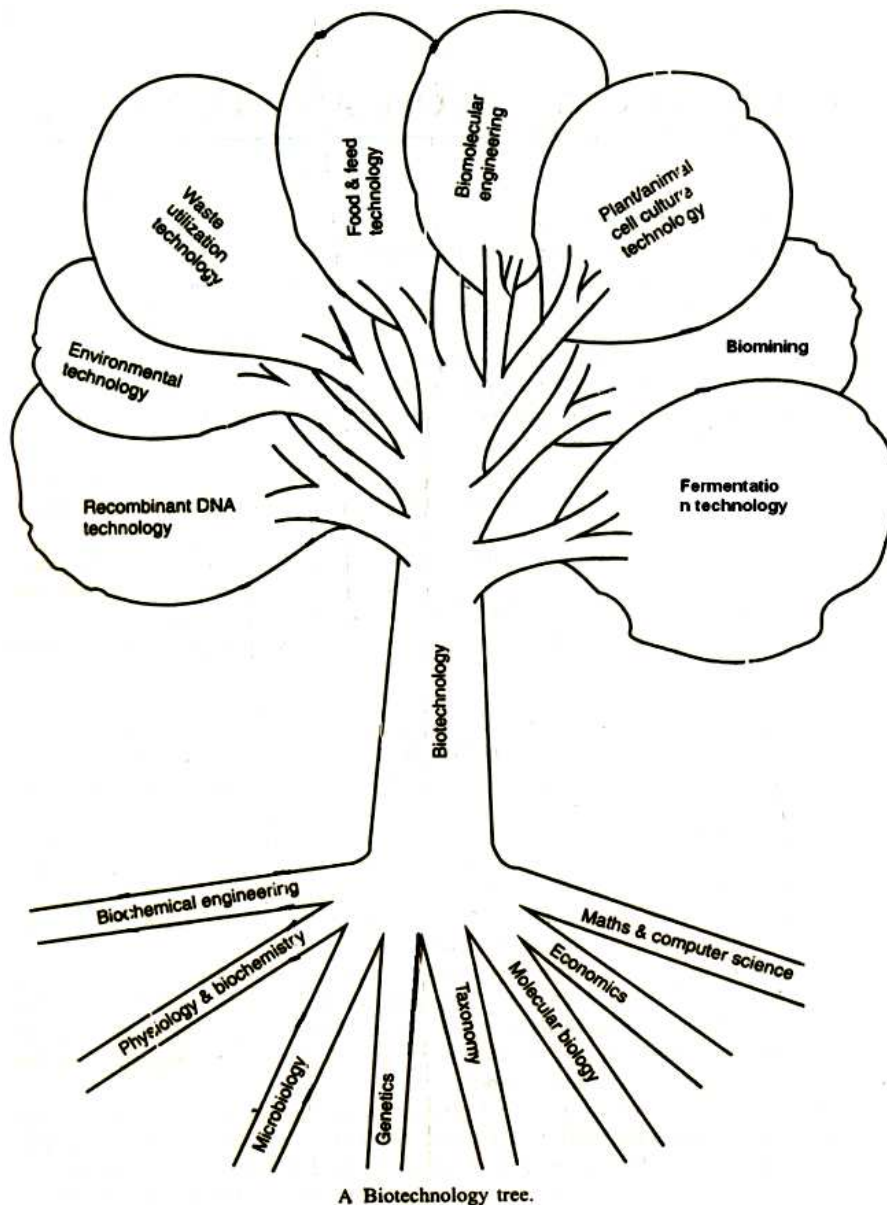 Waste
utilization
technology
Food & feed
technology
Biomolecular
engineering
Plant/animal
cell culture
technology
Environmental
technology
Biomining
Recombinant DNA
technology
Fermentatio
n technology
Biotechnology
Biochemical engineering
Physiology & biochemistry
Microbiology
Genetics
Taxonomy
Molecular biology
Economics
Maths & computer science
A Biotechnology tree.